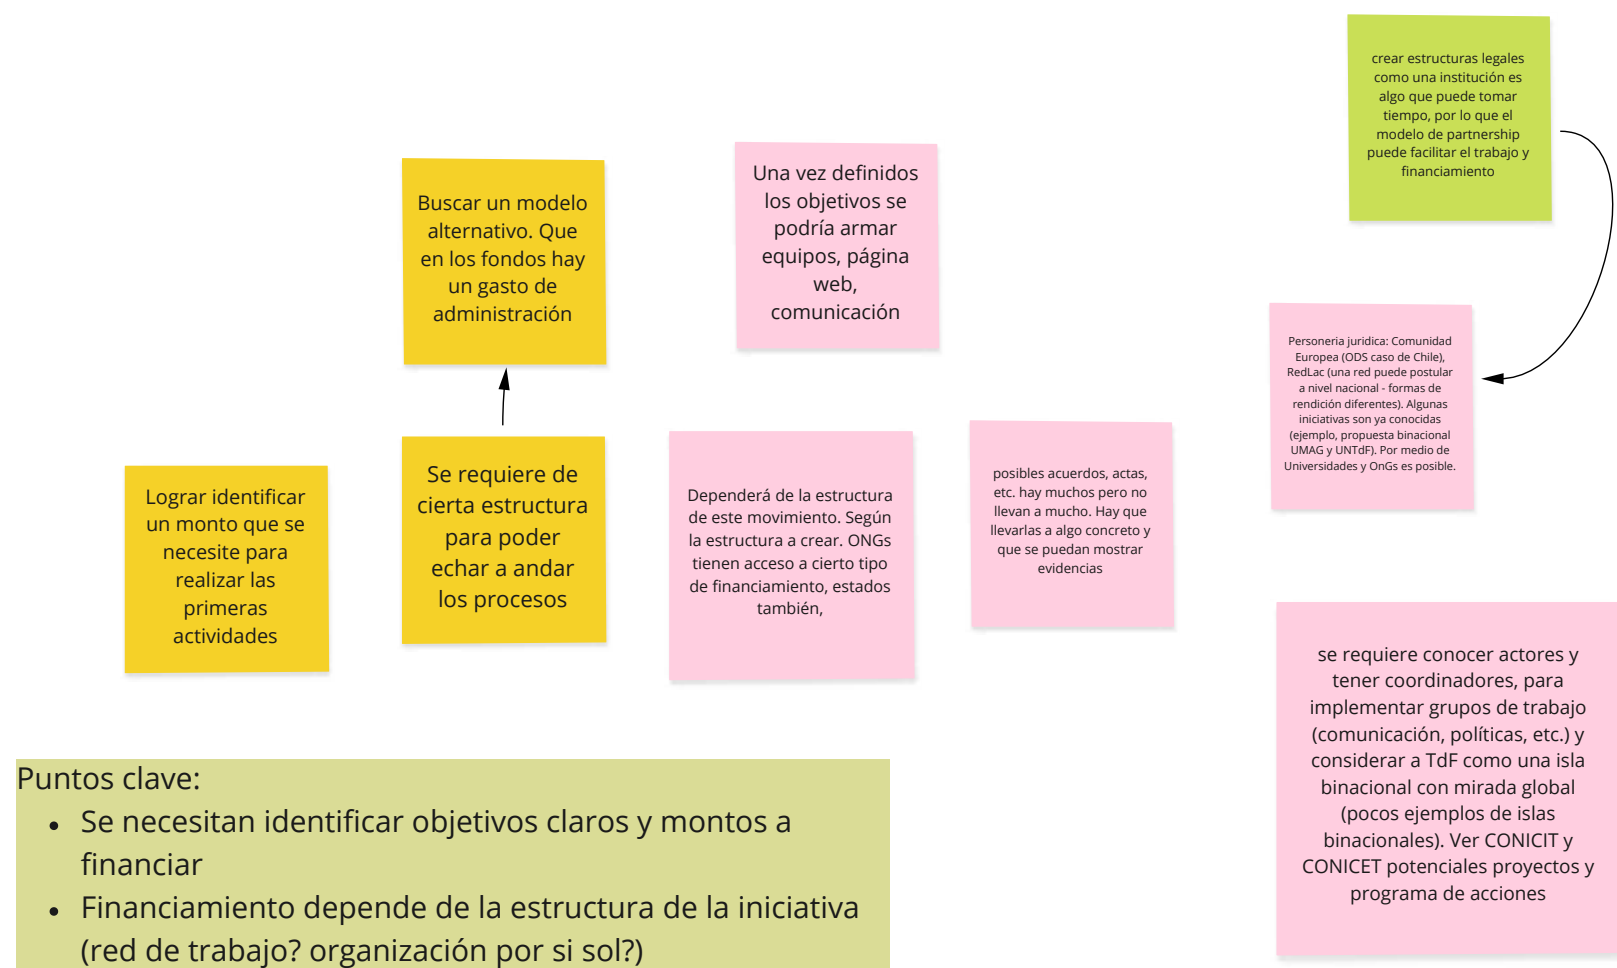 crear estructuras legales
como una institución es
algo que puede tomar
tiempo, por lo que el
modelo de partnership
puede facilitar el trabajo y
financiamiento
Buscar un modelo
alternativo. Que
en los fondos hay
un gasto de
administración
Una vez definidos
los objetivos se
podría armar
equipos, página
web,
comunicación
Personeria juridica: Comunidad
Europea (ODS caso de Chile),
RedLac (una red puede postular
a nivel nacional - formas de
rendición diferentes). Algunas
iniciativas son ya conocidas
(ejemplo, propuesta binacional
UMAG y UNTdF). Por medio de
Universidades y OnGs es posible.
Lograr identificar
un monto que se
necesite para
realizar las
primeras
actividades
Se requiere de
cierta estructura
para poder
echar a andar
los procesos
Dependerá de la estructura
de este movimiento. Según
la estructura a crear. ONGs
tienen acceso a cierto tipo
de financiamiento, estados
también,
posibles acuerdos, actas,
etc. hay muchos pero no
llevan a mucho. Hay que
llevarlas a algo concreto y
que se puedan mostrar
evidencias
se requiere conocer actores y
tener coordinadores, para
implementar grupos de trabajo
(comunicación, políticas, etc.) y
considerar a TdF como una isla
binacional con mirada global
(pocos ejemplos de islas
binacionales). Ver CONICIT y
CONICET potenciales proyectos y
programa de acciones
Puntos clave:
• Se necesitan identificar objetivos claros y montos a
financiar
• Financiamiento depende de la estructura de la iniciativa
(red de trabajo? organización por si sol?)